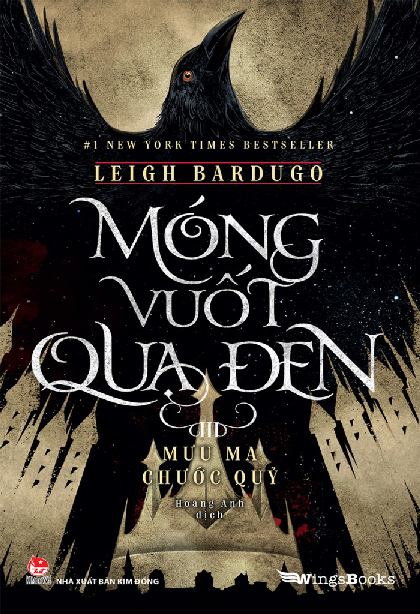 #1 NEW YORK TIMES BESTSELLER
LEIGH BARDUGO
MÓNG
VUỐT
QUẠ ĐEN
III
MƯU MA
CHƯỚC QUỶ
Hoàng Anh
dịch
NHÀ XUẤT BẢN KIM ĐỒNG
WingsBooks